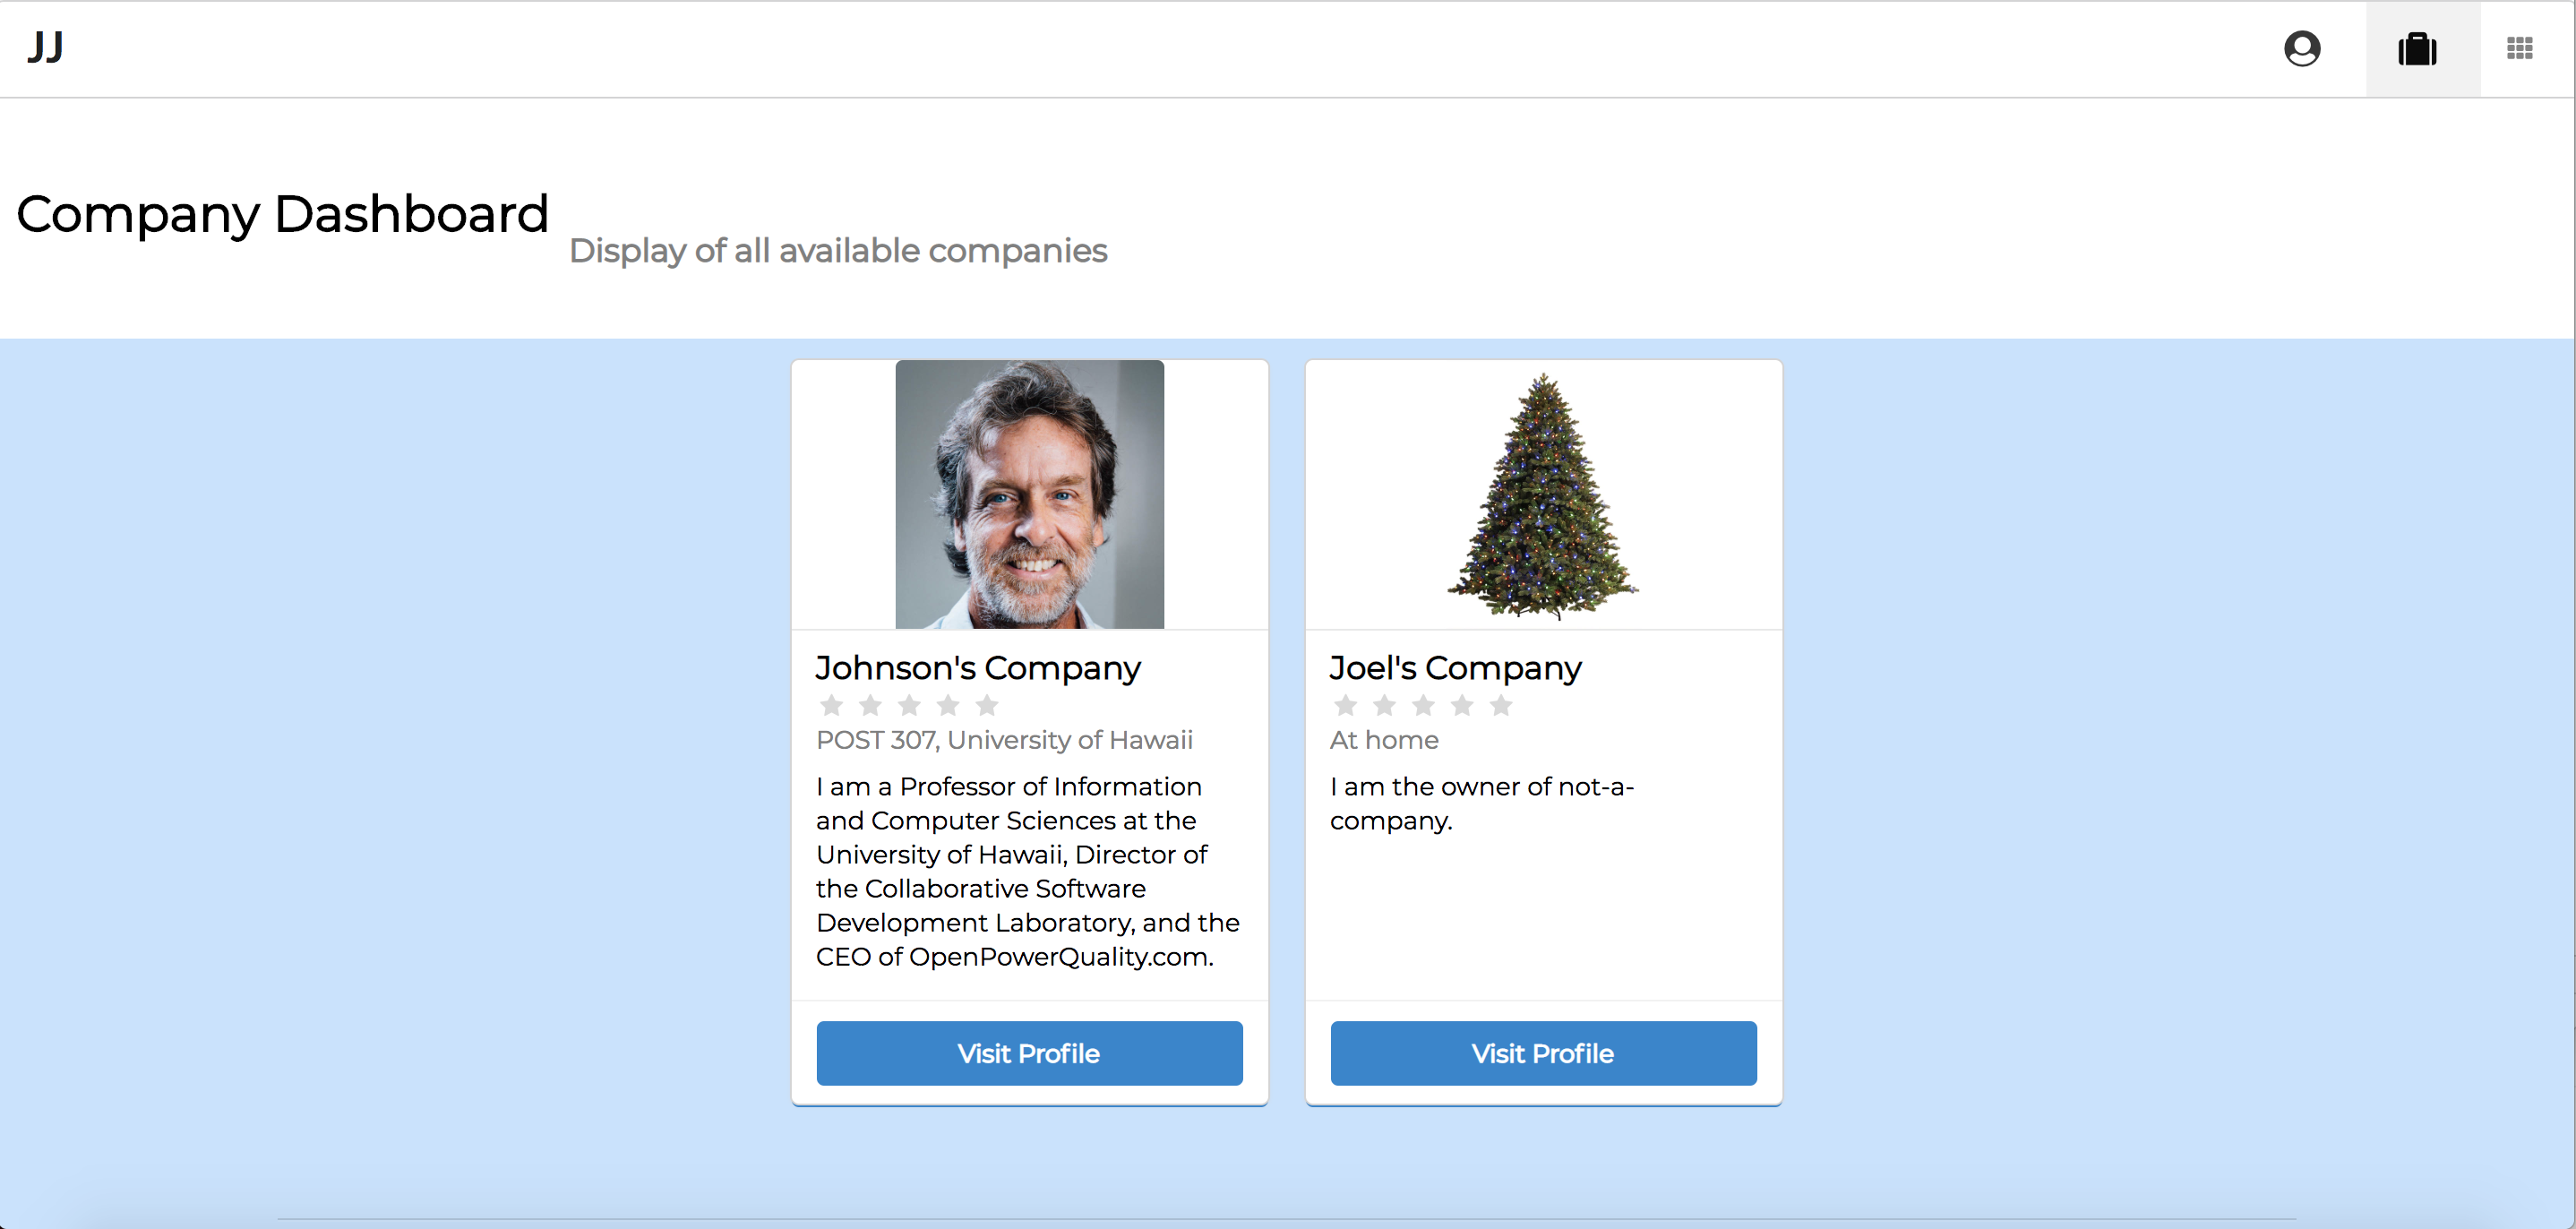 JJ
Company Dashboard
Display of all available companies
Johnson's Company
POST 307, University of Hawaii
I am a Professor of Information
and Computer Sciences at the
University of Hawaii, Director of
the Collaborative Software
Development Laboratory, and the
CEO of OpenPowerQuality.com.
Visit Profile
Joel's Company
At home
I am the owner of not-a-
company.
Visit Profile